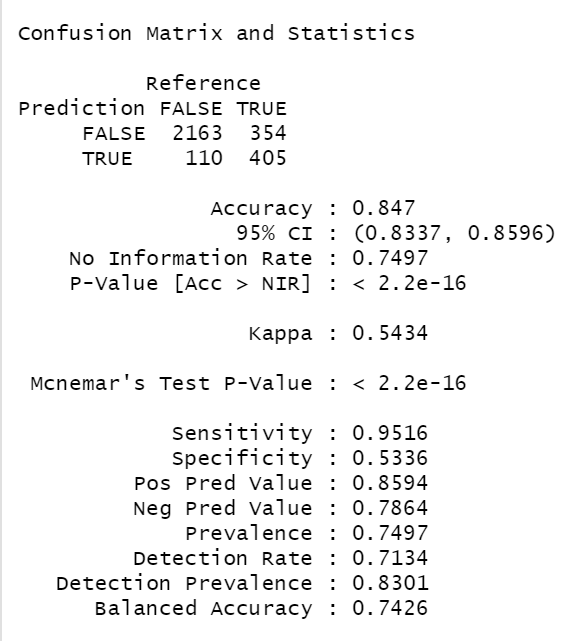 Confusion Matrix and Statistics
Reference
Prediction FALSE TRUE
FALSE 2163 354
TRUE 110 405
Accuracy : 0.847
95% CI : (0.8337, 0.8596)
No Information Rate : 0.7497
P-Value [Acc > NIR] : < 2.2e-16
Kappa : 0.5434
Mcnemar's Test P-Value : < 2.2e-16
Sensitivity : 0.9516
Specificity : 0.5336
Pos Pred Value : 0.8594
Neg Pred Value : 0.7864
Prevalence : 0.7497
Detection Rate : 0.7134
Detection Prevalence : 0.8301
Balanced Accuracy : 0.7426